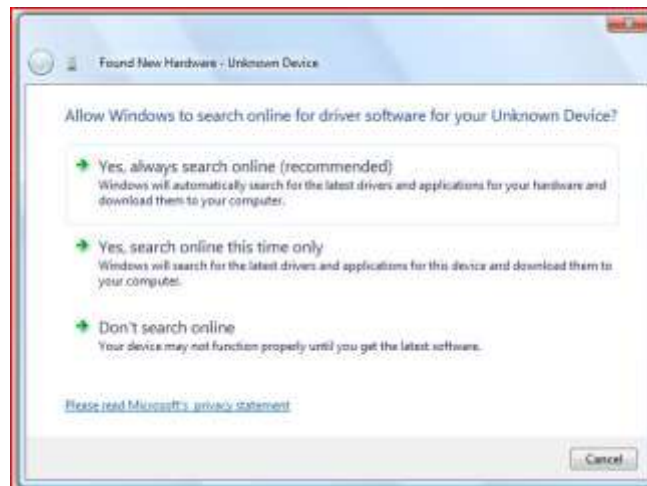 Found New Hardware - Unknown Device
Allow Windows to search online for driver software for your Unknown Device?
Yes, always search online (recommended)
Windows will automatically search for the latest drivers and applications for your hardware and
download them to your computer.
Yes, search online this time only
Windows will search for the latest drivers and applications for this device and download them to
your computer.
Don't search online
Your device may not function properly until you get the latest software.
Please read Microsoft's privacy statement
Cancel